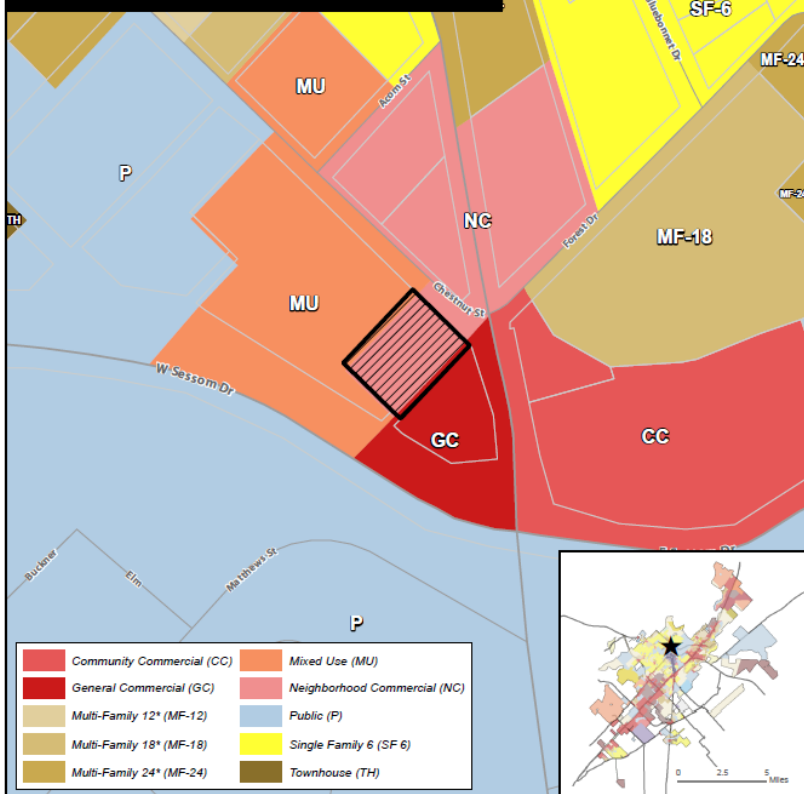 SF-6
Bluebonnet Dr
MF-24
MU
Acorn St
P
TH
NC
MF-24
Forest Dr
MF-18
Chestnut St
MU
W Sessom Dr
GC
CC
Buckner
Elm
Matthews St
P
Community Commercial (CC)
General Commercial (GC)
Multi-Family 12* (MF-12)
Multi-Family 18* (MF-18)
Multi-Family 24* (MF-24)
Mixed Use (MU)
Neighborhood Commercial (NC)
Public (P)
Single Family 6 (SF 6)
Townhouse (TH)
0 2.5 5
Miles